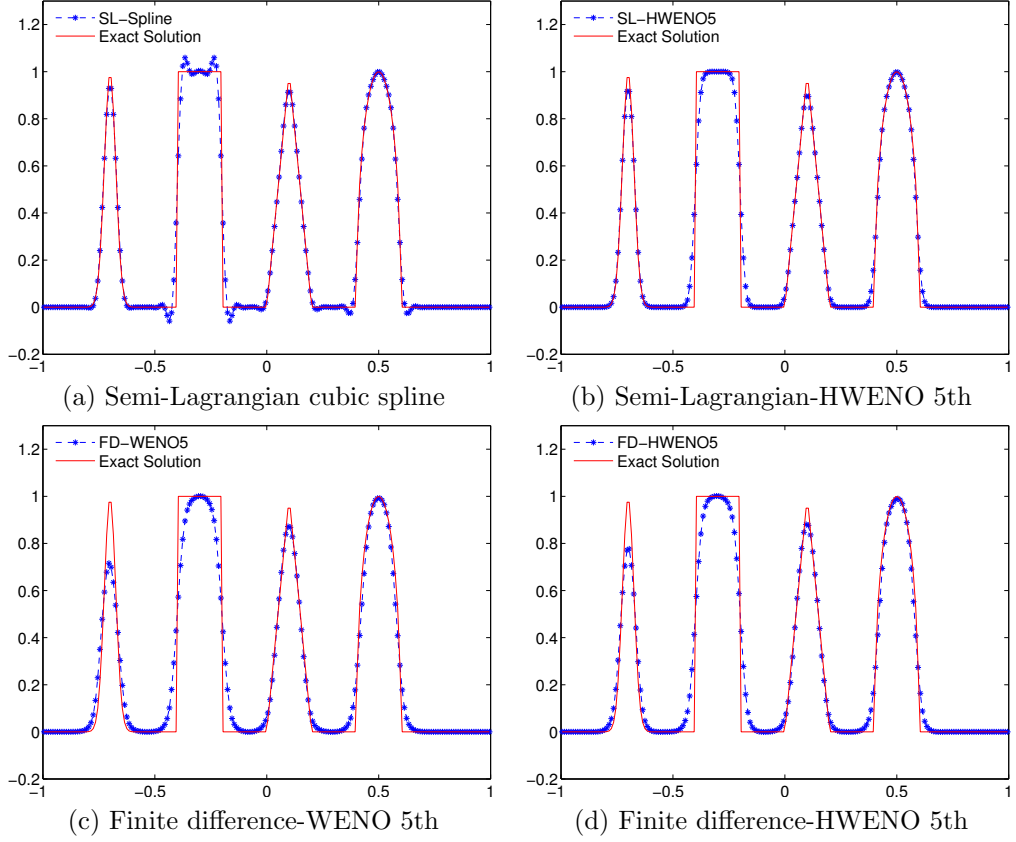 SL-Spline
Exact Solution
1.2
1
0.8
0.6
0.4
0.2
0
−0.2
−1 −0.5 0 0.5 1
(a) Semi-Lagrangian cubic spline
SL-HWENO5
Exact Solution
1.2
1
0.8
0.6
0.4
0.2
0
−0.2
−1 −0.5 0 0.5 1
(b) Semi-Lagrangian-HWENO 5th
FD-WENO5
Exact Solution
1.2
1
0.8
0.6
0.4
0.2
0
−0.2
−1 −0.5 0 0.5 1
(c) Finite difference-WENO 5th
FD-HWENO5
Exact Solution
1.2
1
0.8
0.6
0.4
0.2
0
−0.2
−1 −0.5 0 0.5 1
(d) Finite difference-HWENO 5th